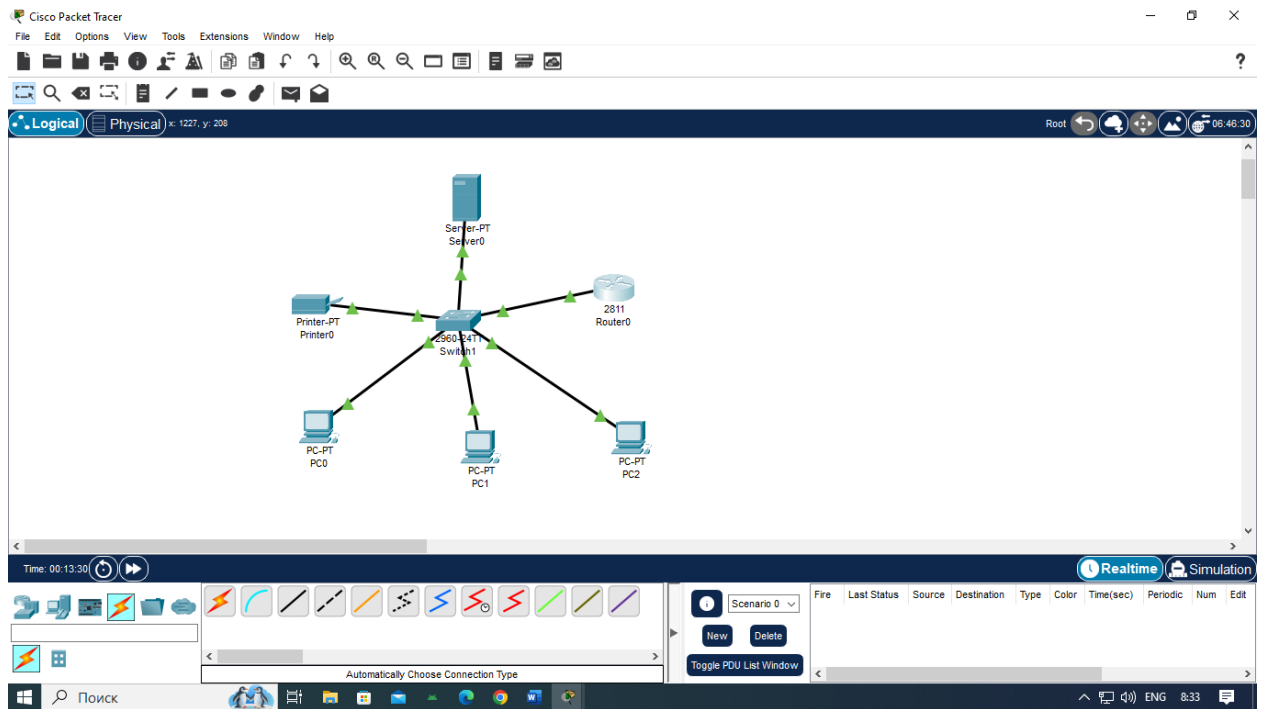 Cisco Packet Tracer
File Edit Options View Tools Extensions Window Help
?
Logical Physical x: 1227, y: 208 Root 06:46:30
Server-PT
Server0
2811
Router0
Printer-PT
Printer0
2960-24TT
Switch1
PC-PT
PC0
PC-PT
PC1
PC-PT
PC2
Time: 00:13:30 Realtime Simulation
Scenario 0
New Delete
Toggle PDU List Window
Fire Last Status Source Destination Type Color Time(sec) Periodic Num Edit
Automatically Choose Connection Type
Поиск ENG 8:33